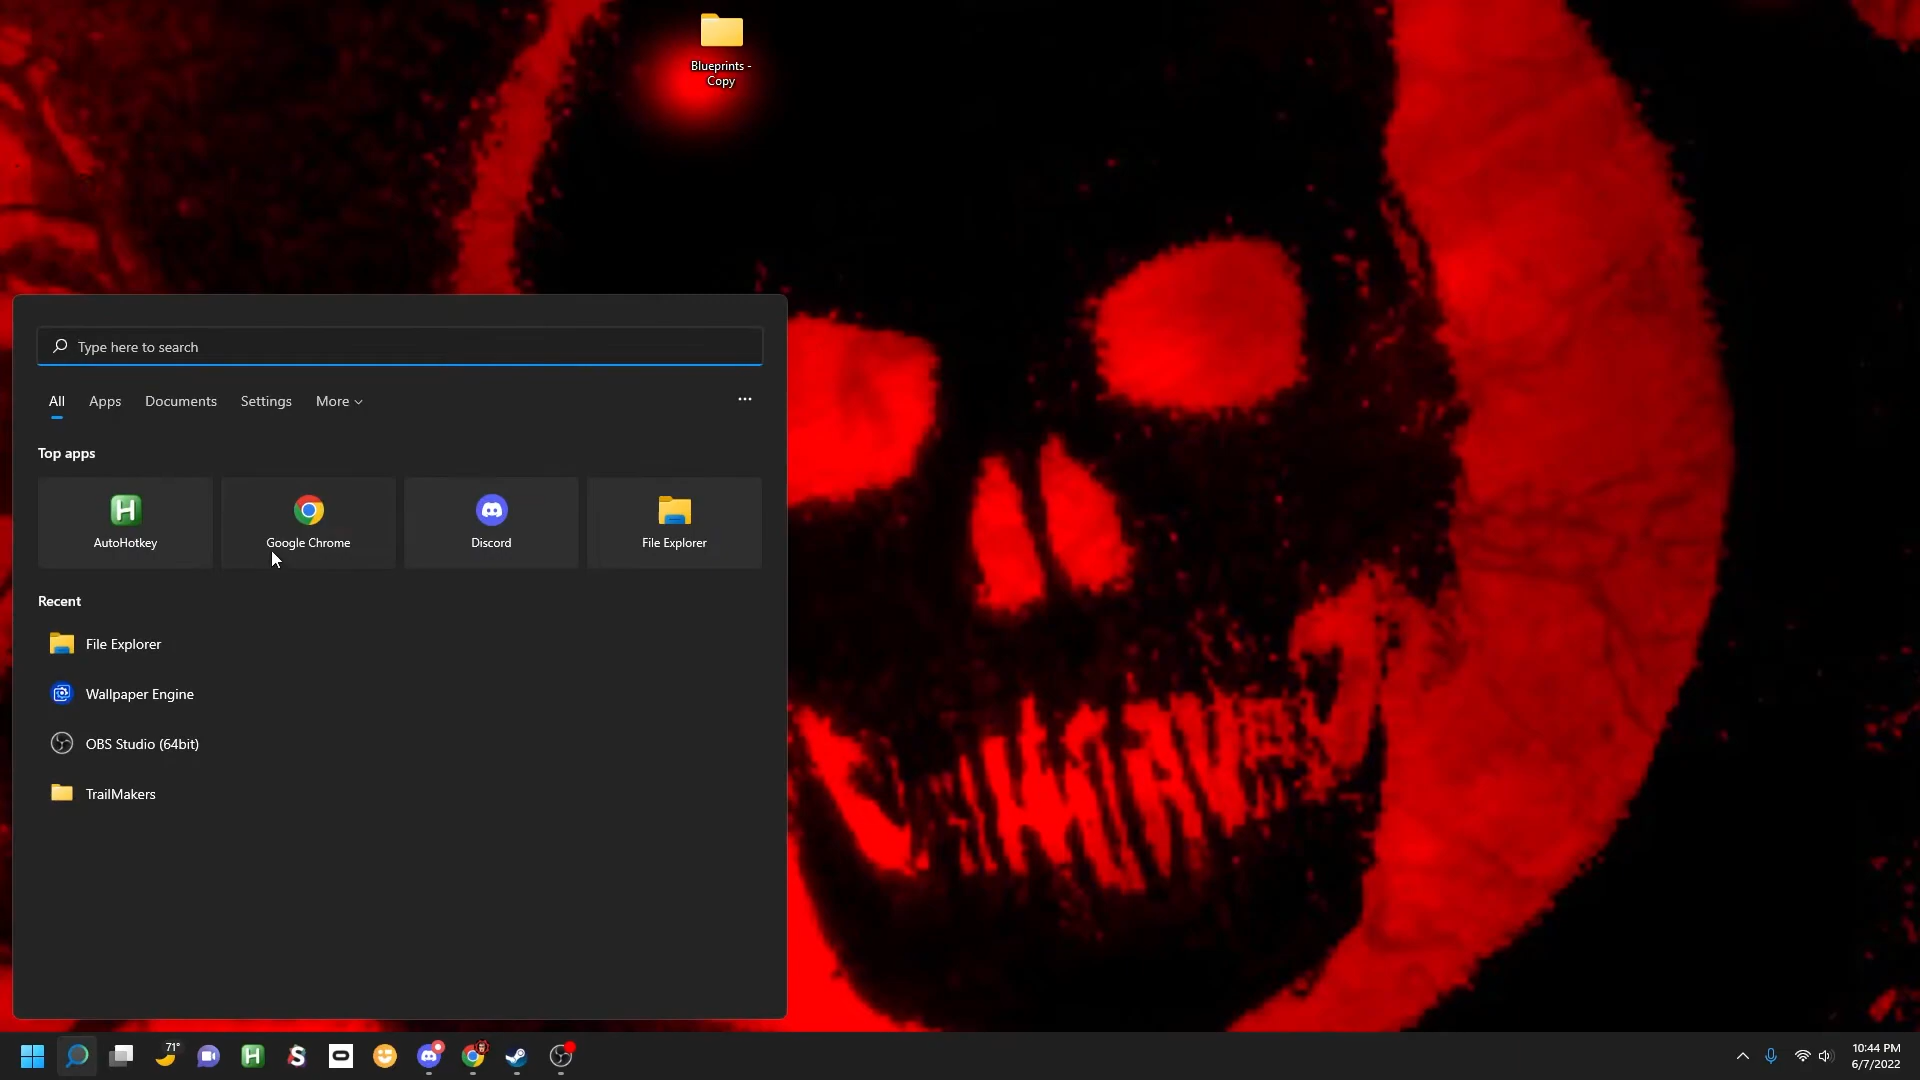 Blueprints -
Copy
Type here to search
All Apps Documents Settings More
Top apps
AutoHotkey Google Chrome Discord File Explorer
Recent
File Explorer
Wallpaper Engine
OBS Studio (64bit)
TrailMakers
71°
10:44 PM
6/7/2022